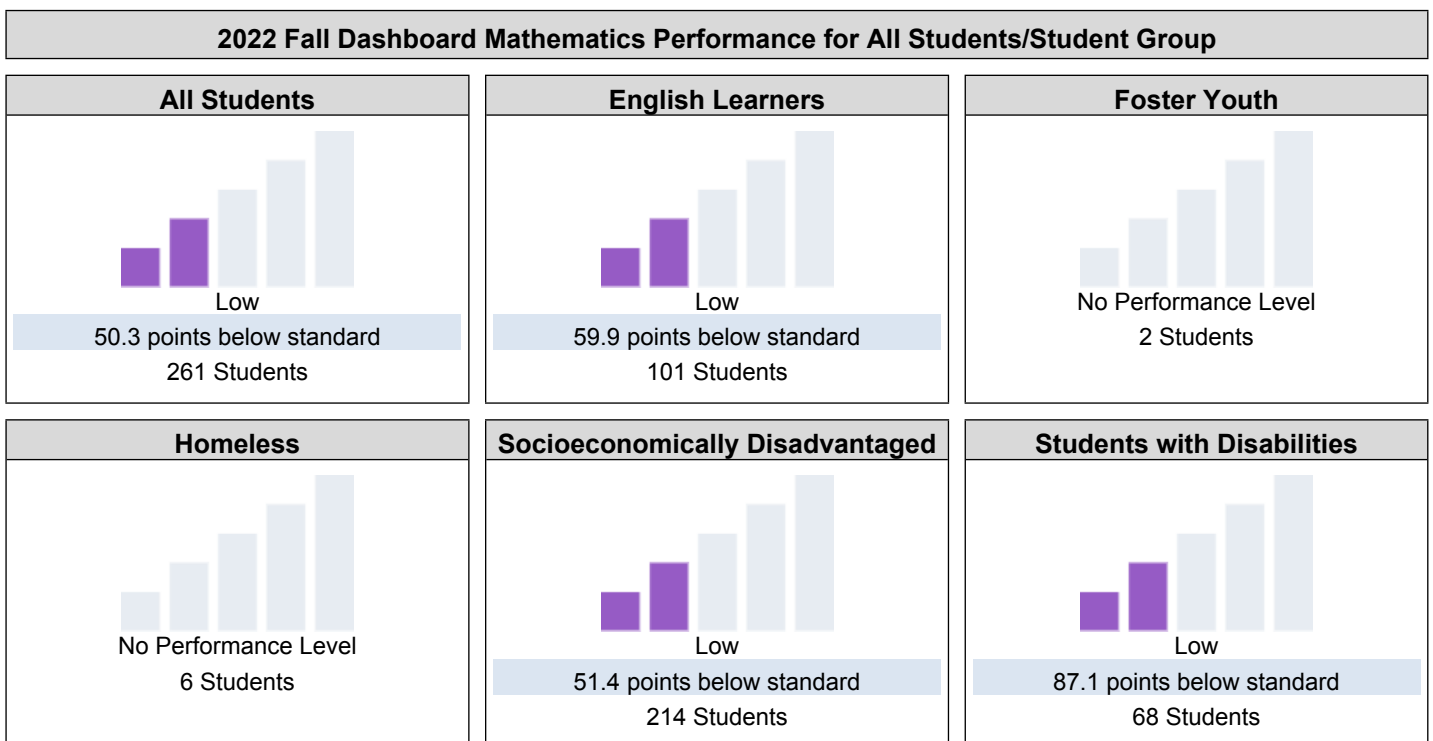 2022 Fall Dashboard Mathematics Performance for All Students/Student Group
All Students
Low
50.3 points below standard
261 Students
English Learners
Low
59.9 points below standard
101 Students
Foster Youth
No Performance Level
2 Students
Homeless
No Performance Level
6 Students
Socioeconomically Disadvantaged
Low
51.4 points below standard
214 Students
Students with Disabilities
Low
87.1 points below standard
68 Students